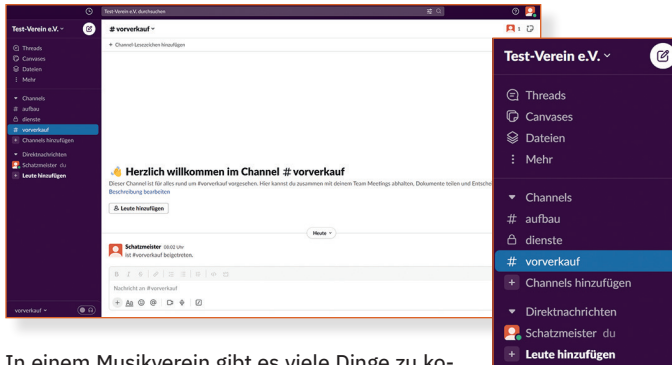 Test-Verein e.V. durchsuchen
Test-Verein e.V.
Threads
Canvases
Dateien
Mehr
Channels
# aufbau
dienste
# vorverkauf
+ Channels hinzufügen
Direktnachrichten
Schatzmeister du
+ Leute hinzufügen
vorverkauf
# vorverkauf
1
+ Channel-Lesezeichen hinzufügen
Herzlich willkommen im Channel # vorverkauf
Dieser Channel ist für alles rund um #vorverkauf vorgesehen. Hier kannst du zusammen mit deinem Team Meetings abhalten, Dokumente teilen und Entsche
Beschreibung bearbeiten
Leute hinzufügen
Heute
Schatzmeister 08:02 Uhr
ist #vorverkauf beigetreten.
B I S
Nachricht an #vorverkauf
+ Aa @
Test-Verein e.V.
Threads
Canvases
Dateien
Mehr
Channels
# aufbau
dienste
# vorverkauf
+ Channels hinzufügen
Direktnachrichten
Schatzmeister du
+ Leute hinzufügen
In einem Musikverein gibt es viele Dinge zu ko-